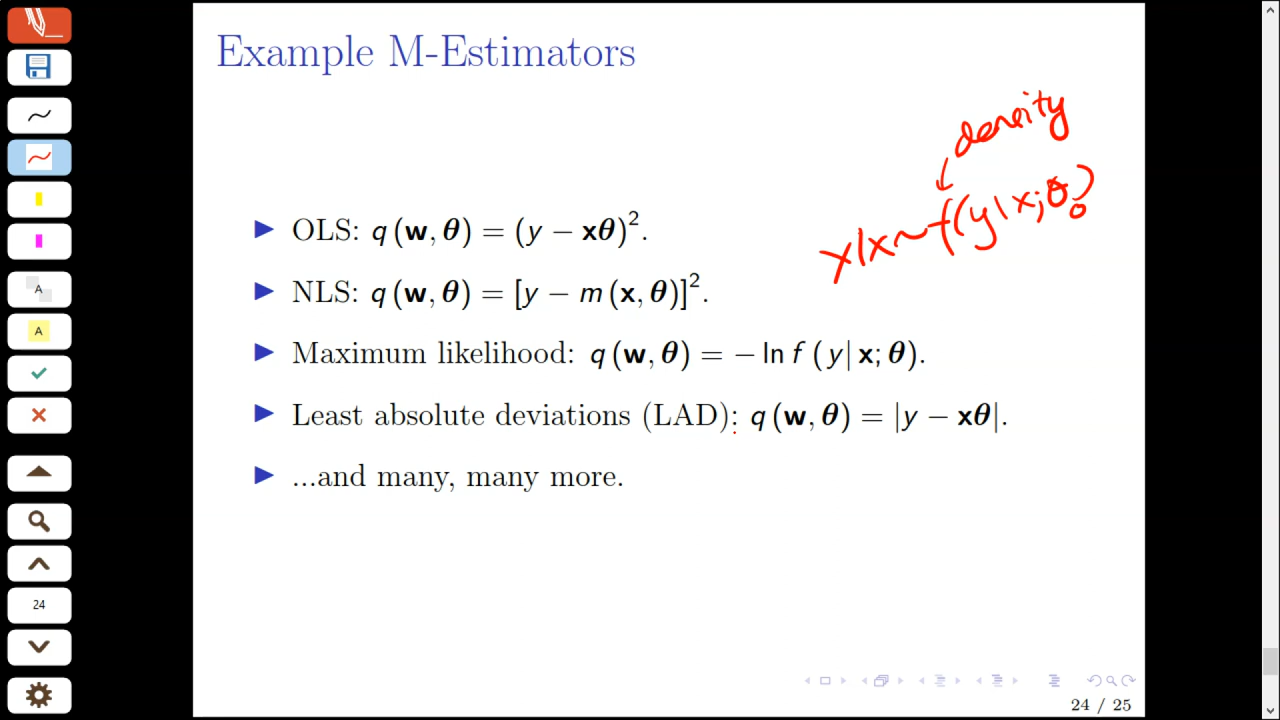 Example M-Estimators
density
Y|X ~ f(y|x; θ₀)
▶ OLS: q (w, θ) = (y − xθ)².
▶ NLS: q (w, θ) = [y − m (x, θ)]².
▶ Maximum likelihood: q (w, θ) = − ln f (y| x; θ).
▶ Least absolute deviations (LAD): q (w, θ) = |y − xθ|.
▶ ...and many, many more.
A
A
24
24 / 25